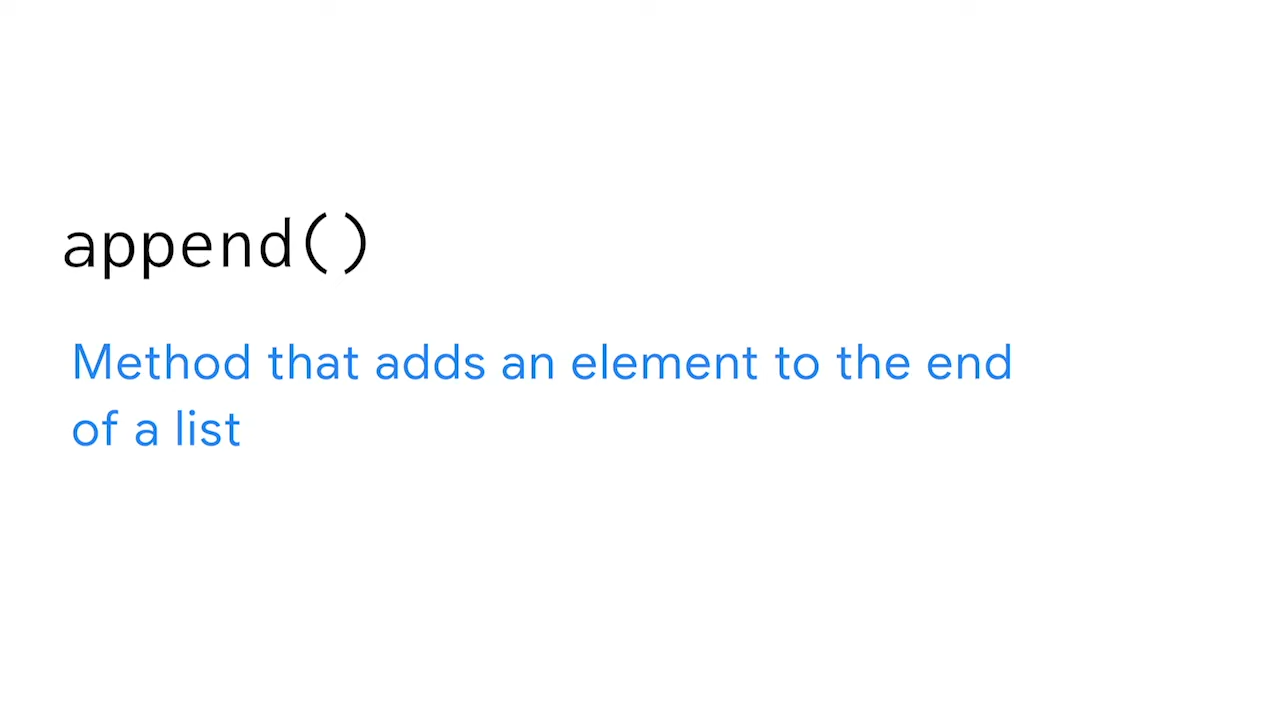 append()
Method that adds an element to the end
of a list